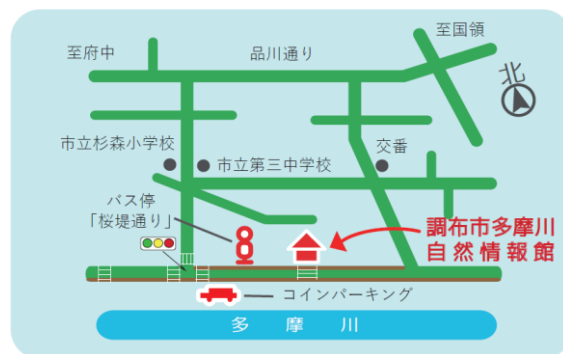 至国領
至府中
品川通り
北
市立杉森小学校
市立第三中学校
交番
バス停
「桜堤通り」
調布市多摩川
自然情報館
コインパーキング
多摩川